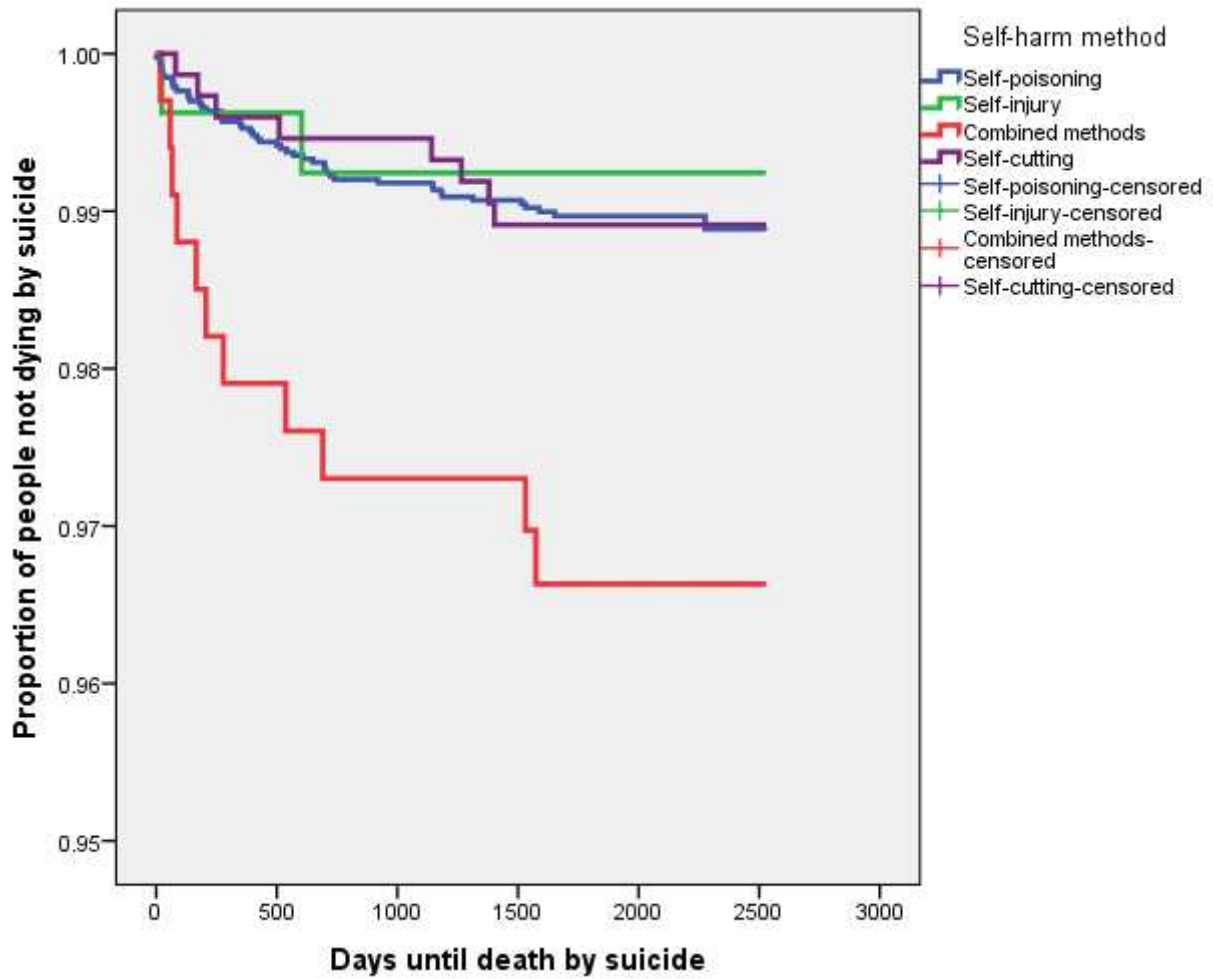 Self-harm method
Self-poisoning
Self-injury
Combined methods
Self-cutting
Self-poisoning-censored
Self-injury-censored
Combined methods-
censored
Self-cutting-censored
Proportion of people not dying by suicide
1.00
0.99
0.98
0.97
0.96
0.95
0 500 1000 1500 2000 2500 3000
Days until death by suicide